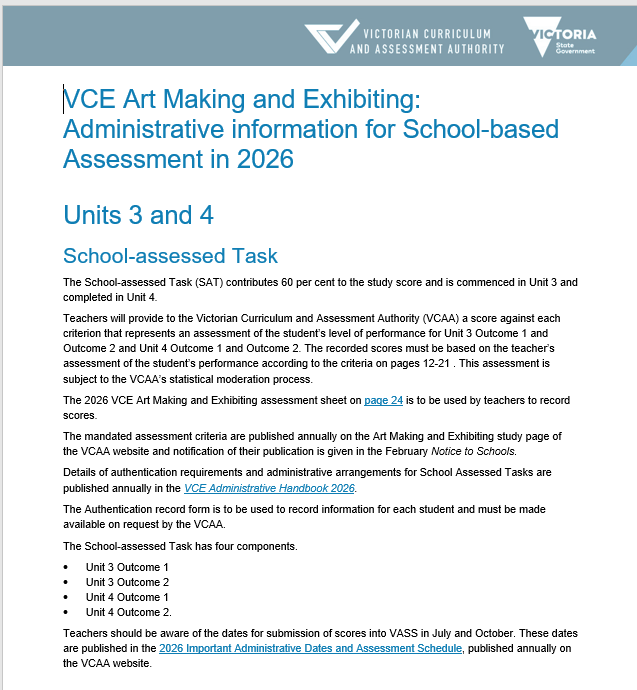 VICTORIAN CURRICULUM
AND ASSESSMENT AUTHORITY
VICTORIA
State
Government
VCE Art Making and Exhibiting:
Administrative information for School-based
Assessment in 2026
Units 3 and 4
School-assessed Task
The School-assessed Task (SAT) contributes 60 per cent to the study score and is commenced in Unit 3 and
completed in Unit 4.
Teachers will provide to the Victorian Curriculum and Assessment Authority (VCAA) a score against each
criterion that represents an assessment of the student's level of performance for Unit 3 Outcome 1 and
Outcome 2 and Unit 4 Outcome 1 and Outcome 2. The recorded scores must be based on the teacher's
assessment of the student's performance according to the criteria on pages 12-21 . This assessment is
subject to the VCAA's statistical moderation process.
The 2026 VCE Art Making and Exhibiting assessment sheet on page 24 is to be used by teachers to record
scores.
The mandated assessment criteria are published annually on the Art Making and Exhibiting study page of
the VCAA website and notification of their publication is given in the February Notice to Schools.
Details of authentication requirements and administrative arrangements for School Assessed Tasks are
published annually in the VCE Administrative Handbook 2026.
The Authentication record form is to be used to record information for each student and must be made
available on request by the VCAA.
The School-assessed Task has four components.
• Unit 3 Outcome 1
• Unit 3 Outcome 2
• Unit 4 Outcome 1
• Unit 4 Outcome 2.
Teachers should be aware of the dates for submission of scores into VASS in July and October. These dates
are published in the 2026 Important Administrative Dates and Assessment Schedule, published annually on
the VCAA website.